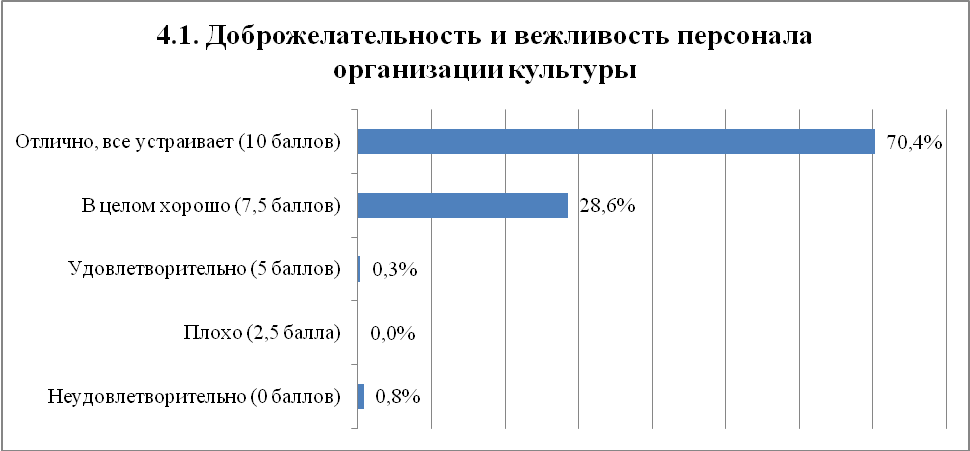 4.1. Доброжелательность и вежливость персонала
организации культуры
Отлично, все устраивает (10 баллов)
70,4%
В целом хорошо (7,5 баллов)
28,6%
Удовлетворительно (5 баллов)
0,3%
Плохо (2,5 балла)
0,0%
Неудовлетворительно (0 баллов)
0,8%